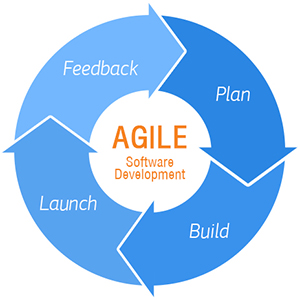 Feedback
Plan
AGILE
Software
Development
Launch
Build